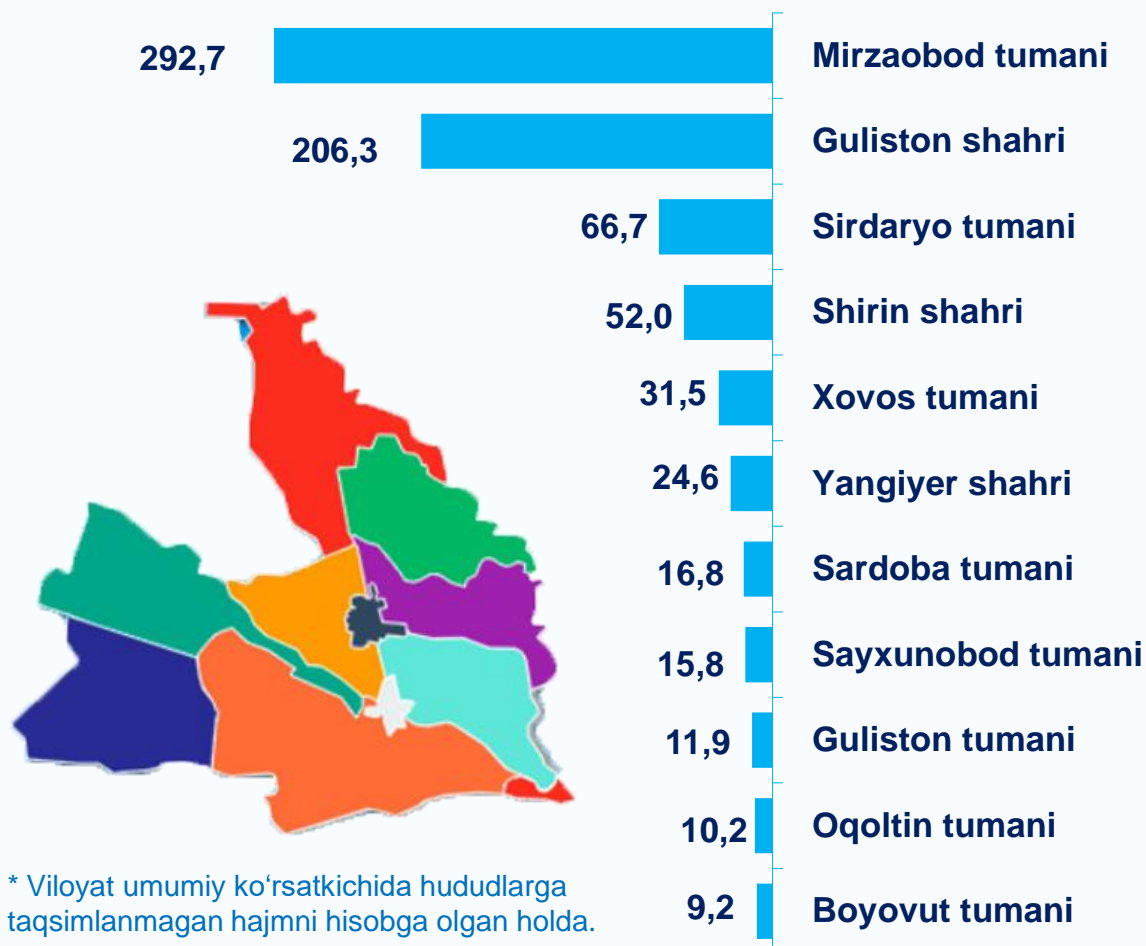 292,7 Mirzaobod tumani
206,3 Guliston shahri
66,7 Sirdaryo tumani
52,0 Shirin shahri
31,5 Xovos tumani
24,6 Yangiyer shahri
16,8 Sardoba tumani
15,8 Sayxunobod tumani
11,9 Guliston tumani
10,2 Oqoltin tumani
9,2 Boyovut tumani
* Viloyat umumiy ko‘rsatkichida hududlarga
taqsimlanmagan hajmni hisobga olgan holda.